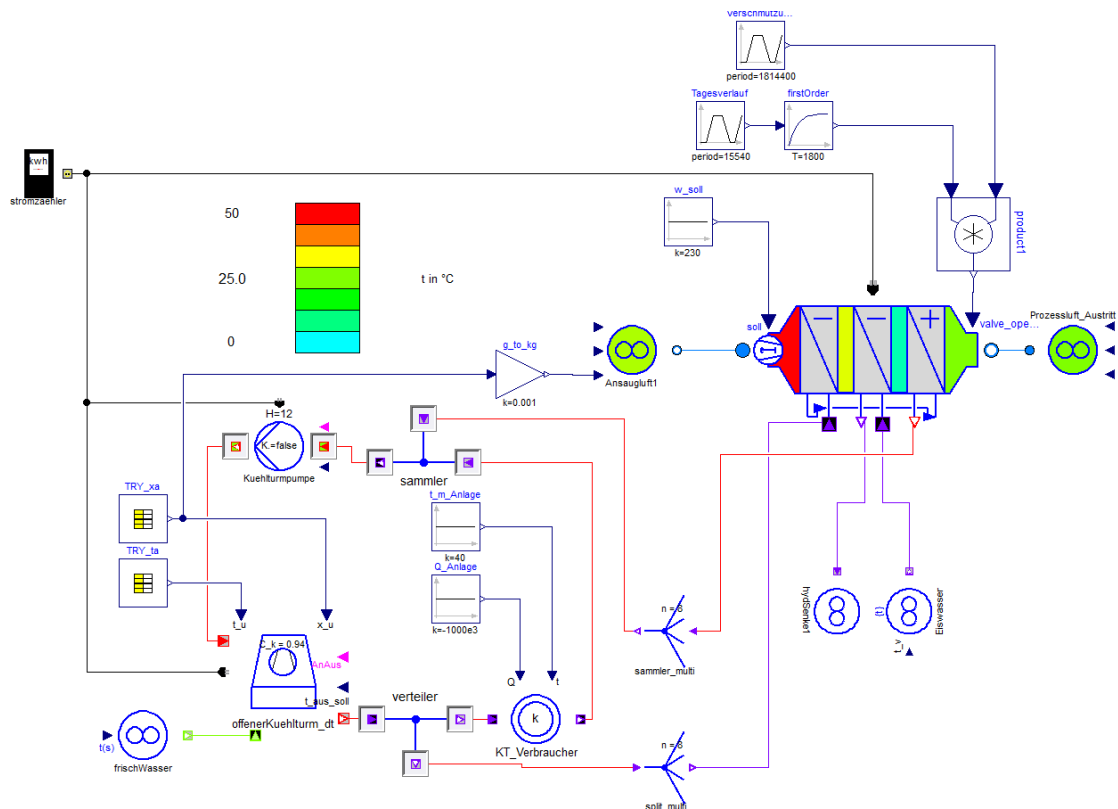 verschmutzu...
period=1814400
Tagesverlauf
firstOrder
period=15540
T=1800
kwh
stromzaehler
w_soll
k=230
product1
50
25.0
t in °C
0
soll
valve_ope...
Prozessluft_Austritt
g_to_kg
k=0.001
Ansaugluft1
H=12
K.=false
Kuehlturmpumpe
sammler
TRY_xa
t_m_Anlage
k=40
TRY_ta
Q_Anlage
k=-1000e3
t_u
x_u
C_k = 0.94
AnAus
t_aus_soll
offenerKuehlturm_dt
verteiler
Q
t
k
KT_Verbraucher
n = 8
sammler_multi
hydSenke1
{t}
Eiswasser
t_v
t(s)
frischWasser
n = 8
split_multi